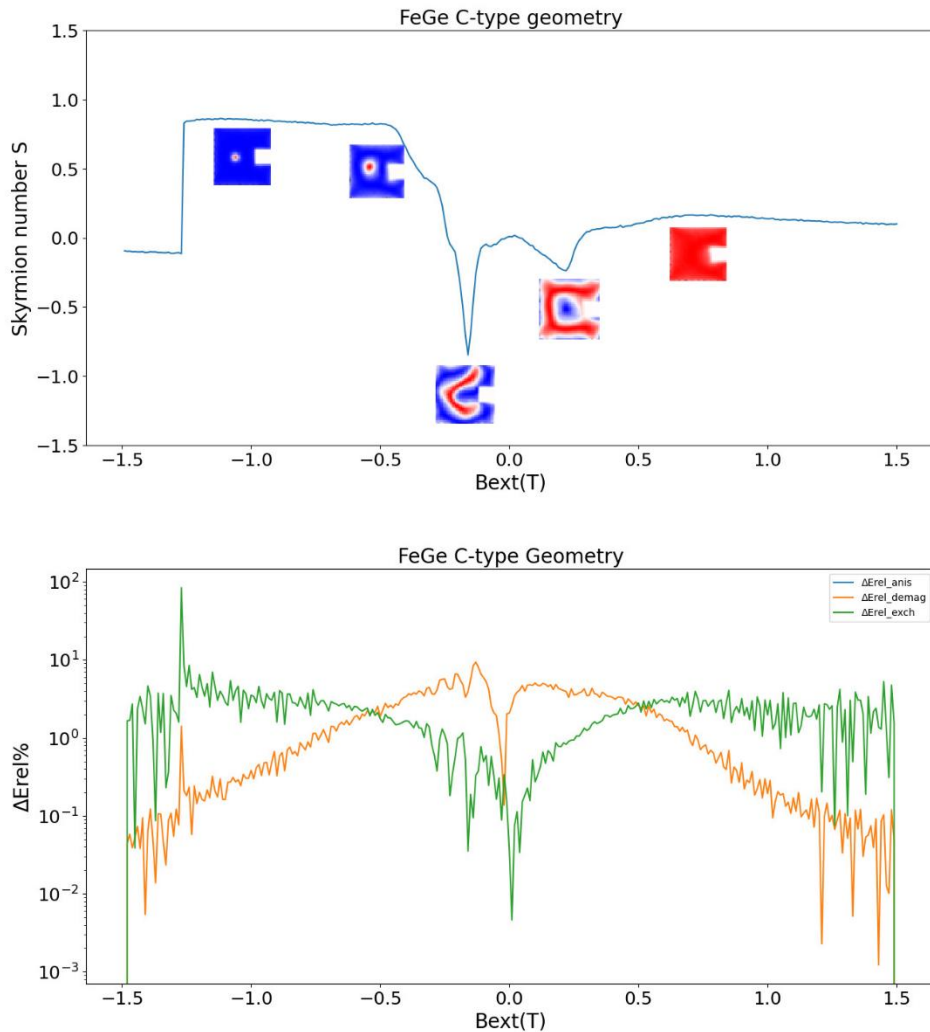 FeGe C-type geometry
1.5
1.0
0.5
0.0
−0.5
−1.0
−1.5
Skyrmion number S
−1.5 −1.0 −0.5 0.0 0.5 1.0 1.5
Bext(T)
FeGe C-type Geometry
10²
10¹
10⁰
10⁻¹
10⁻²
10⁻³
ΔErel%
ΔErel_anis
ΔErel_demag
ΔErel_exch
−1.5 −1.0 −0.5 0.0 0.5 1.0 1.5
Bext(T)